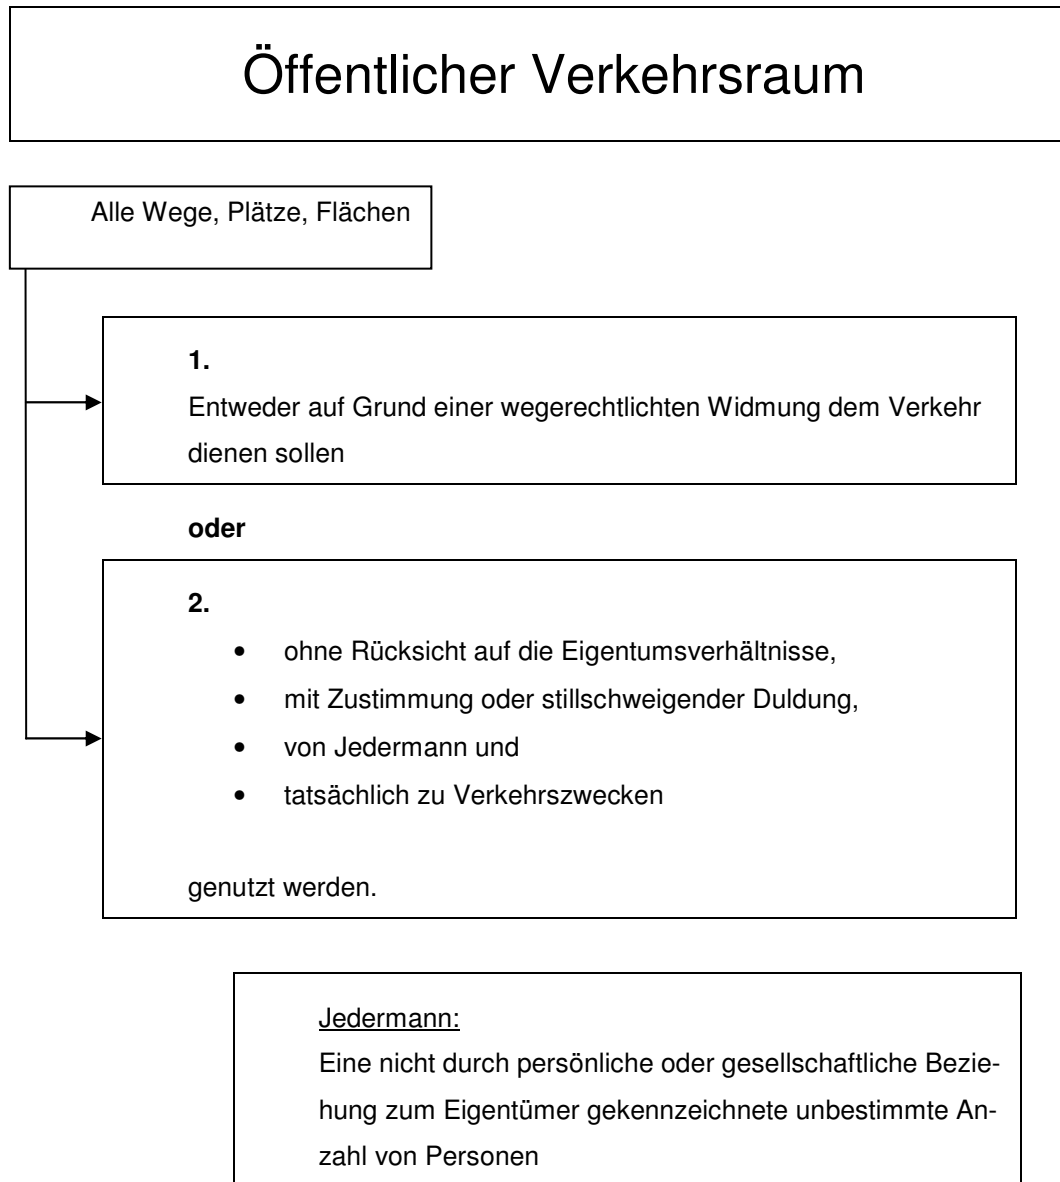 Öffentlicher Verkehrsraum
Alle Wege, Plätze, Flächen
1.
Entweder auf Grund einer wegerechtlichten Widmung dem Verkehr
dienen sollen
oder
2.
• ohne Rücksicht auf die Eigentumsverhältnisse,
• mit Zustimmung oder stillschweigender Duldung,
• von Jedermann und
• tatsächlich zu Verkehrszwecken
genutzt werden.
Jedermann:
Eine nicht durch persönliche oder gesellschaftliche Bezie-
hung zum Eigentümer gekennzeichnete unbestimmte An-
zahl von Personen